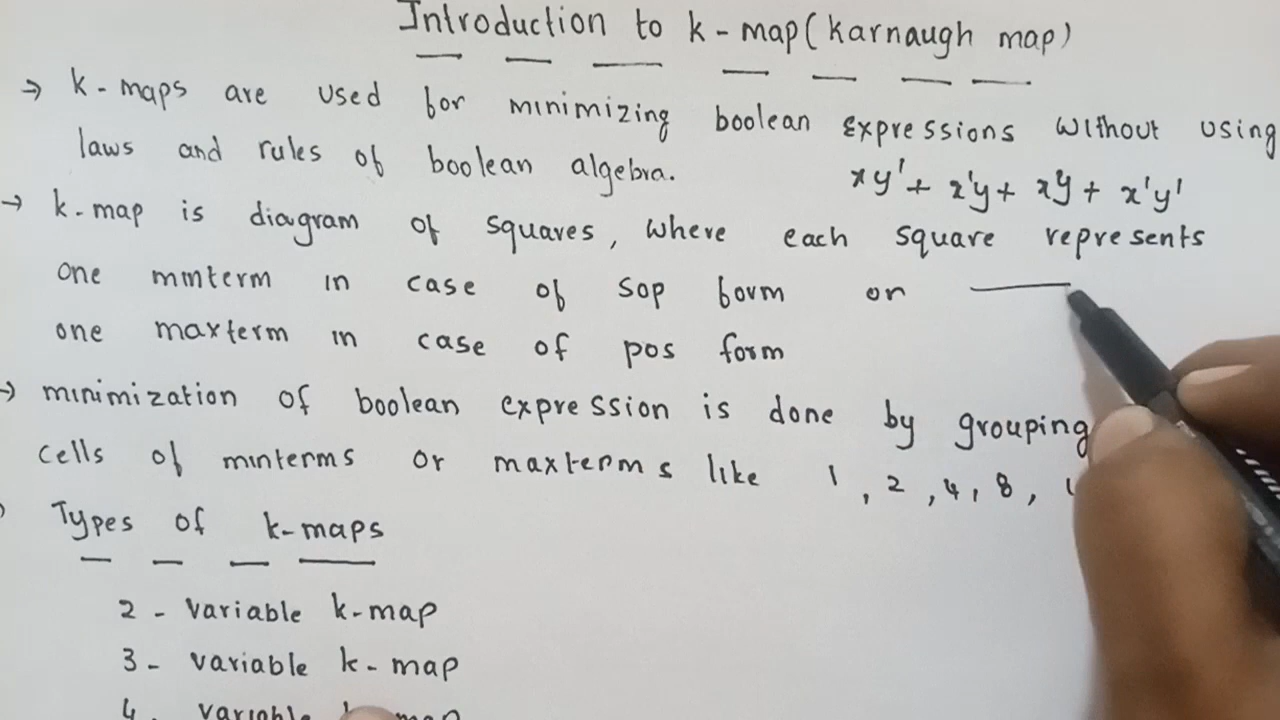 Introduction to k-map(karnaugh map)
→ k-maps are used for minimizing boolean expressions without using
laws and rules of boolean algebra.
xy' + x'y + xy + x'y'
→ k-map is diagram of squares, where each square represents
one minterm in case of sop form or
one maxterm in case of pos form
→ minimization of boolean expression is done by grouping
cells of minterms or maxterms like 1, 2, 4, 8,
Types of k-maps
2 - variable k-map
3 - variable k-map
4. variable